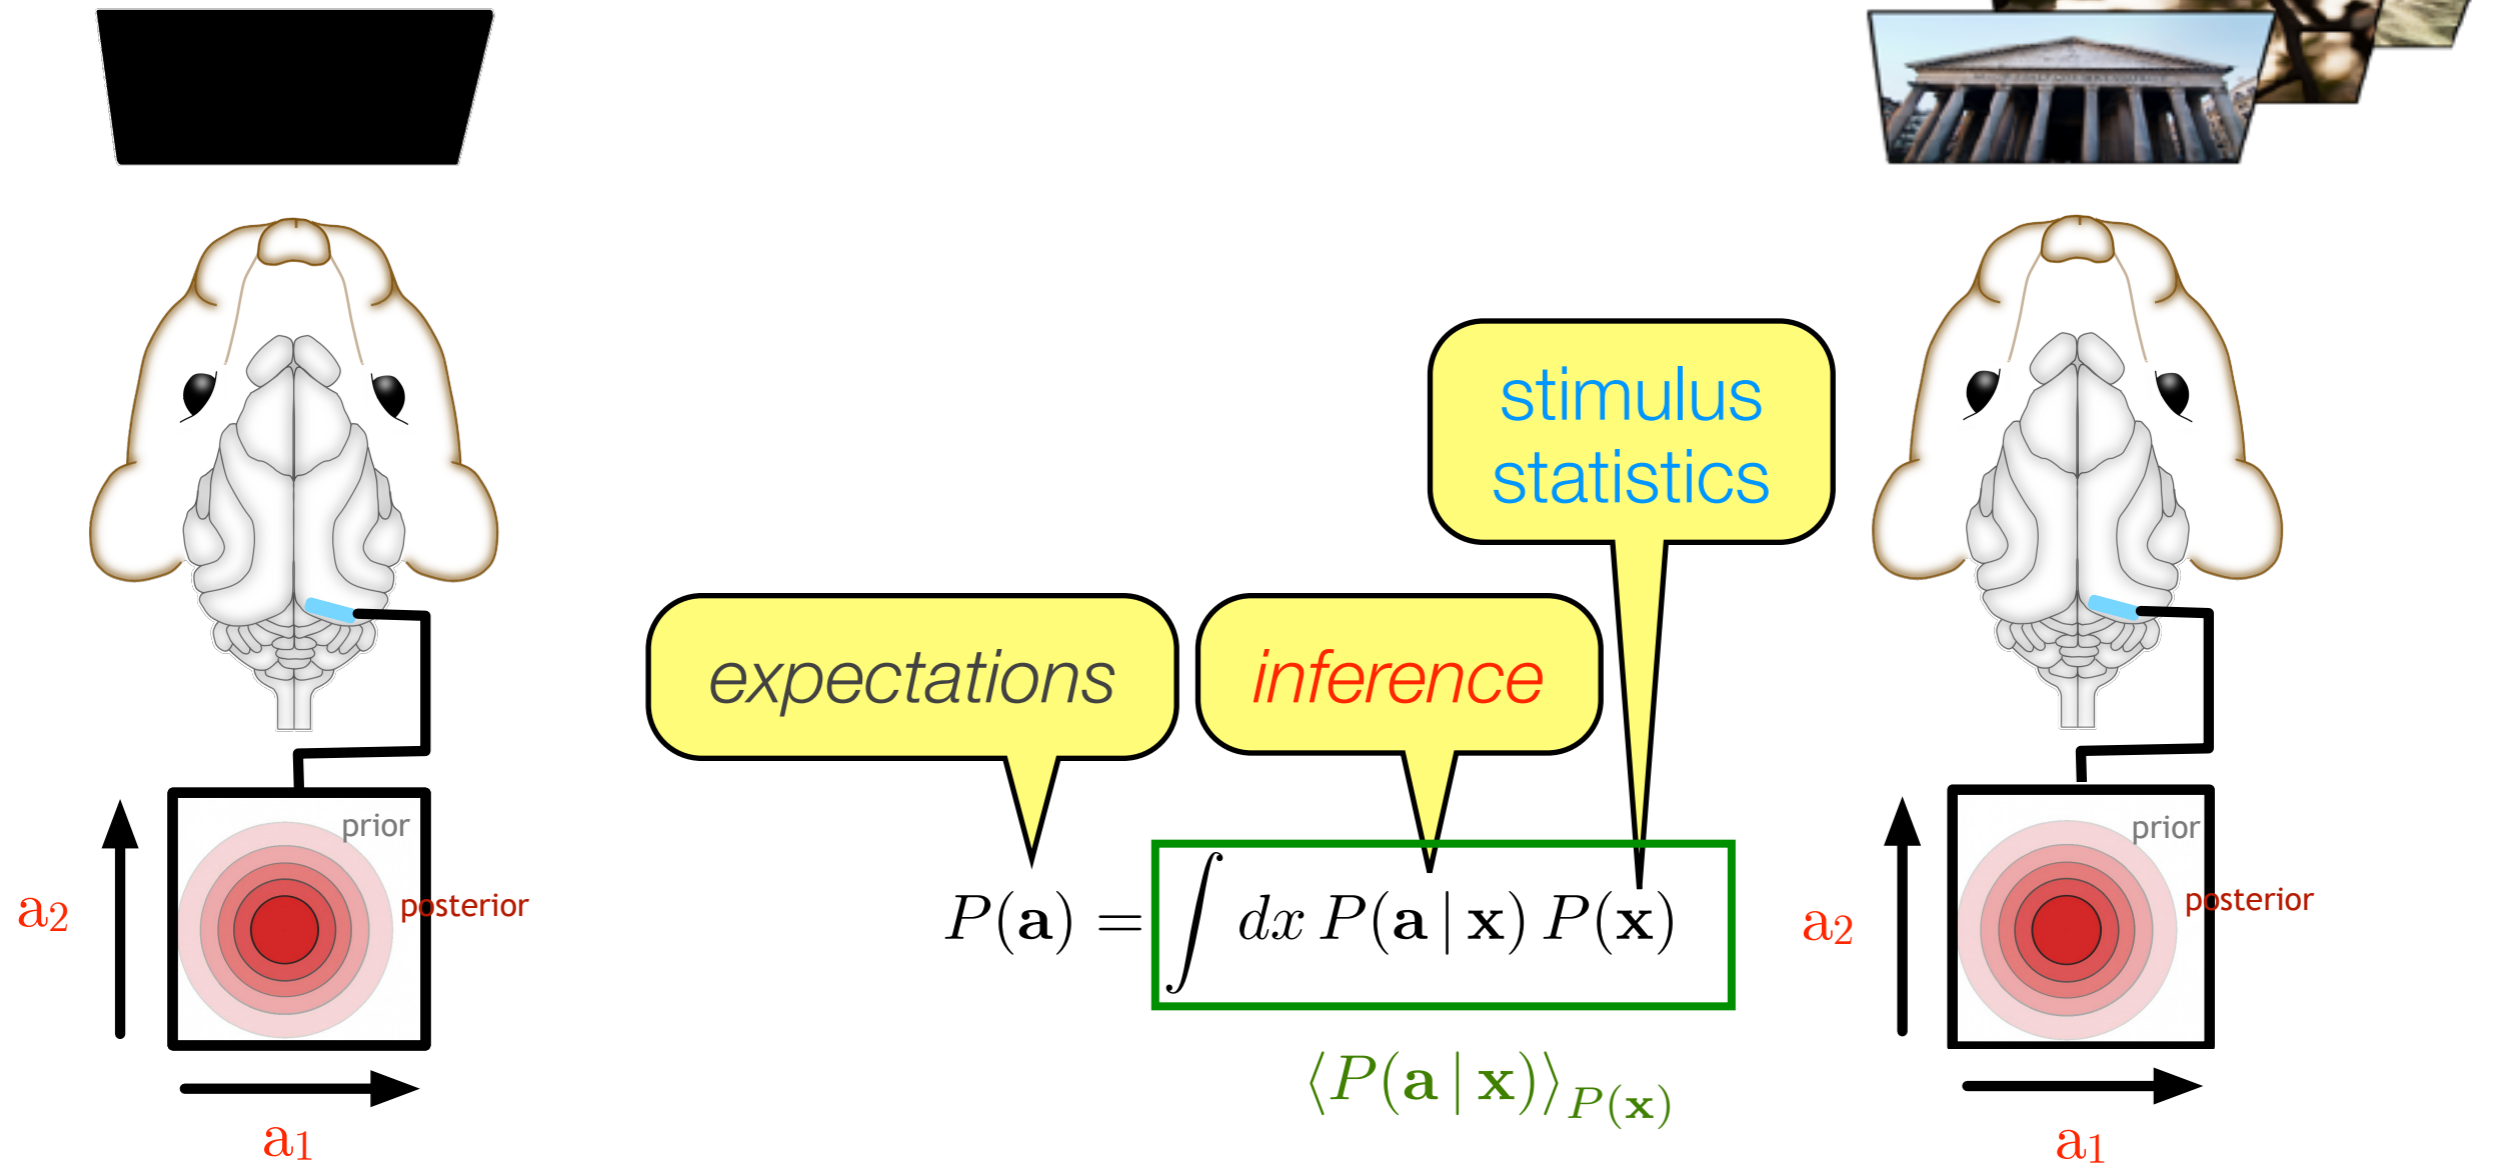 stimulus
statistics
expectations
inference
prior
posterior
a₂
a₁
P(𝐚) = ∫ dx P(𝐚 | 𝐱) P(𝐱)
⟨P(𝐚 | 𝐱)⟩_{P(𝐱)}
prior
posterior
a₂
a₁